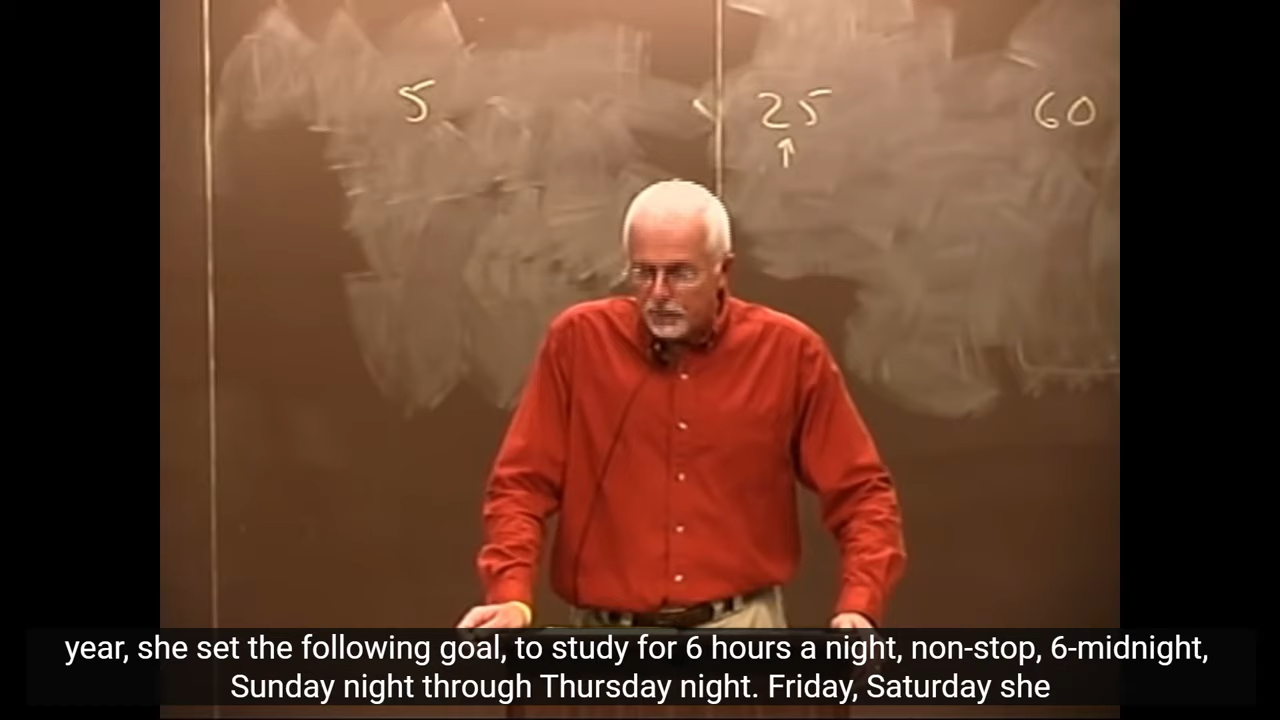 5 25 60
↑
year, she set the following goal, to study for 6 hours a night, non-stop, 6-midnight,
Sunday night through Thursday night. Friday, Saturday she